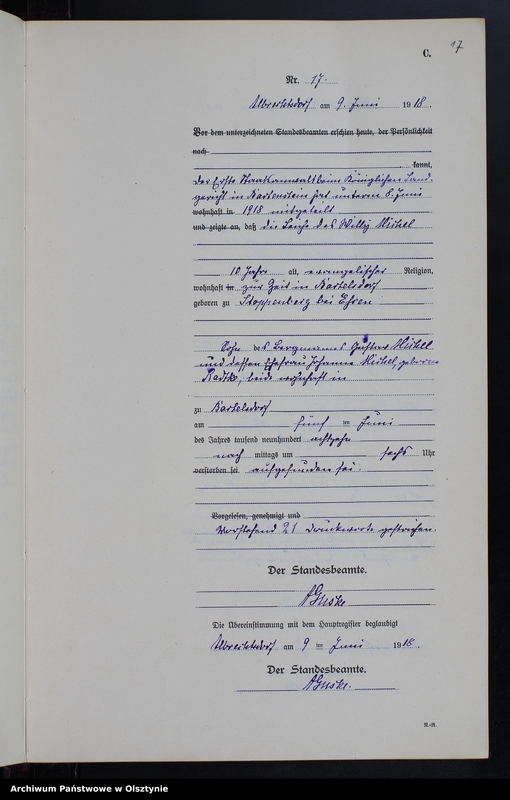 17
C.
Nr. 17.
Albrechtsdorf am 9. Juni 1918.
Vor dem unterzeichneten Standesbeamten erschien heute, der Persönlichkeit
nach
kannt,
der Erste Staatsanwalt beim Königlichen Land-
gericht in Bartenstein hat unterm 8. Juni
wohnhaft in 1918 mitgeteilt
und zeigte an, daß die Leiche des Willy Michel
10 Jahre alt, evangelischer Religion,
wohnhaft in zur Zeit in Bartelsdorf
geboren zu Stoppenberg bei
Sohn des Bergmanns Gustav Michel
und dessen Ehefrau Johanna Michel, geborene
Radtke, beide wohnhaft in
zu Bartelsdorf
am fünf ten Juni
des Jahres tausend neunhundert achtzehn
nach mittags um sechs Uhr
verstorben sei aufgefunden sei.
Vorgelesen, genehmigt und
Vorstehend 21 Druckworte gestrichen.
Der Standesbeamte.
Die Übereinstimmung mit dem Hauptregister beglaubigt
Albrechtsdorf am 9 ten Juni 1918.
Der Standesbeamte.
Archiwum Państwowe w Olsztynie